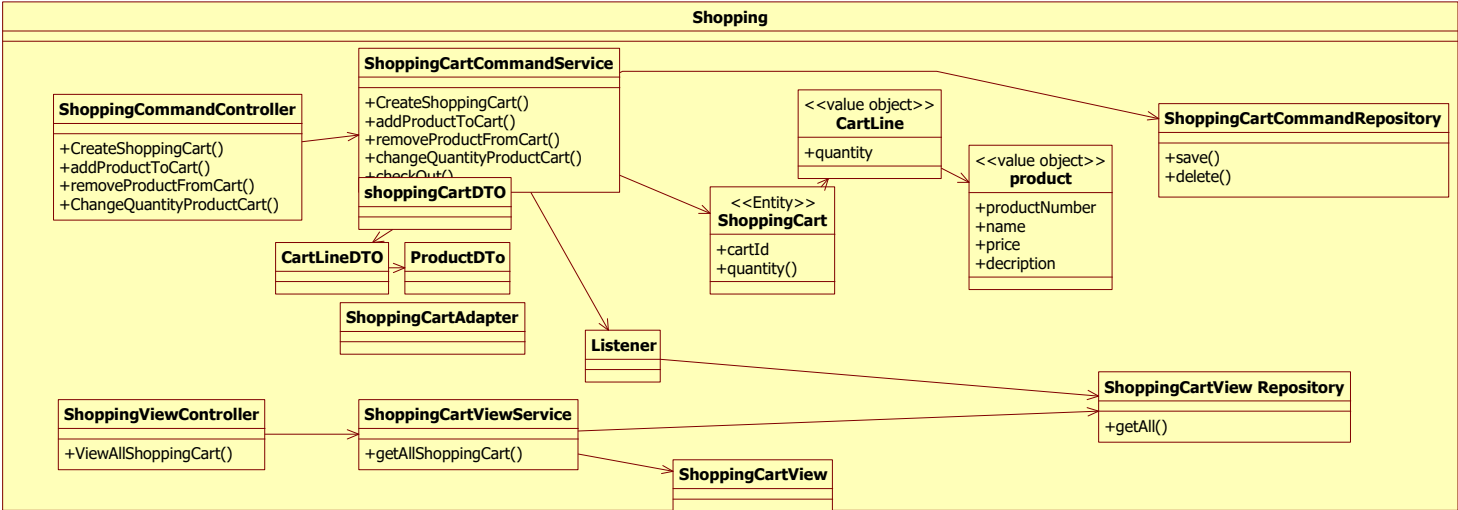 Shopping
ShoppingCommandController
+CreateShoppingCart()
+addProductToCart()
+removeProductFromCart()
+ChangeQuantityProductCart()
ShoppingCartCommandService
+CreateShoppingCart()
+addProductToCart()
+removeProductFromCart()
+changeQuantityProductCart()
+checkOut()
shoppingCartDTO
CartLineDTO
ProductDTo
ShoppingCartAdapter
<<Entity>>
ShoppingCart
+cartId
+quantity()
<<value object>>
CartLine
+quantity
<<value object>>
product
+productNumber
+name
+price
+decription
ShoppingCartCommandRepository
+save()
+delete()
Listener
ShoppingViewController
+ViewAllShoppingCart()
ShoppingCartViewService
+getAllShoppingCart()
ShoppingCartView
ShoppingCartView Repository
+getAll()